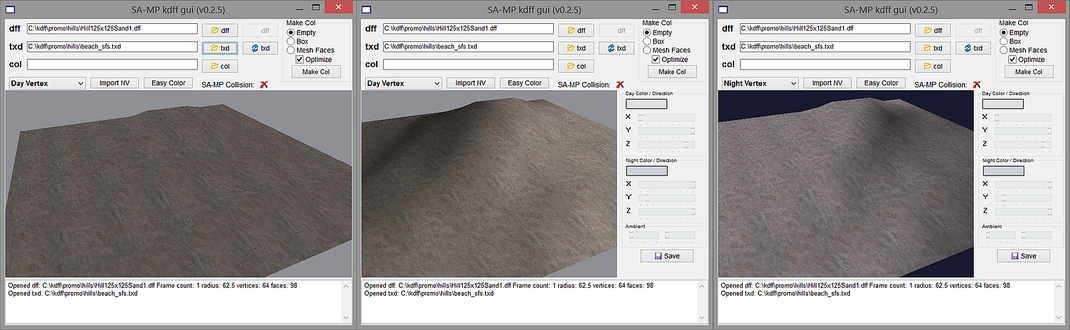 SA-MP kdff gui (v0.2.5)
dff C:\kdff\promo\hills\Hill125x125Sand1.dff dff dff
txd C:\kdff\promo\hills\beach_sfs.txd txd txd
col col
Make Col
Empty
Box
Mesh Faces
Optimize
Make Col
Day Vertex Import NV Easy Color SA-MP Collision:
Opened dff: C:\kdff\promo\hills\Hill125x125Sand1.dff Frame count: 1 radius: 62.5 vertices: 64 faces: 98
Opened txd: C:\kdff\promo\hills\beach_sfs.txd
SA-MP kdff gui (v0.2.5)
dff C:\kdff\promo\hills\Hill125x125Sand1.dff dff dff
txd C:\kdff\promo\hills\beach_sfs.txd txd txd
col col
Make Col
Empty
Box
Mesh Faces
Optimize
Make Col
Day Vertex Import NV Easy Color SA-MP Collision:
Day Color / Direction
X
Y
Z
Night Color / Direction
X
Y
Z
Ambient
Save
Opened dff: C:\kdff\promo\hills\Hill125x125Sand1.dff Frame count: 1 radius: 62.5 vertices: 64 faces: 98
Opened txd: C:\kdff\promo\hills\beach_sfs.txd
SA-MP kdff gui (v0.2.5)
dff C:\kdff\promo\hills\Hill125x125Sand1.dff dff dff
txd C:\kdff\promo\hills\beach_sfs.txd txd txd
col col
Make Col
Empty
Box
Mesh Faces
Optimize
Make Col
Night Vertex Import NV Easy Color SA-MP Collision:
Day Color / Direction
X
Y
Z
Night Color / Direction
X
Y
Z
Ambient
Save
Opened dff: C:\kdff\promo\hills\Hill125x125Sand1.dff Frame count: 1 radius: 62.5 vertices: 64 faces: 98
Opened txd: C:\kdff\promo\hills\beach_sfs.txd